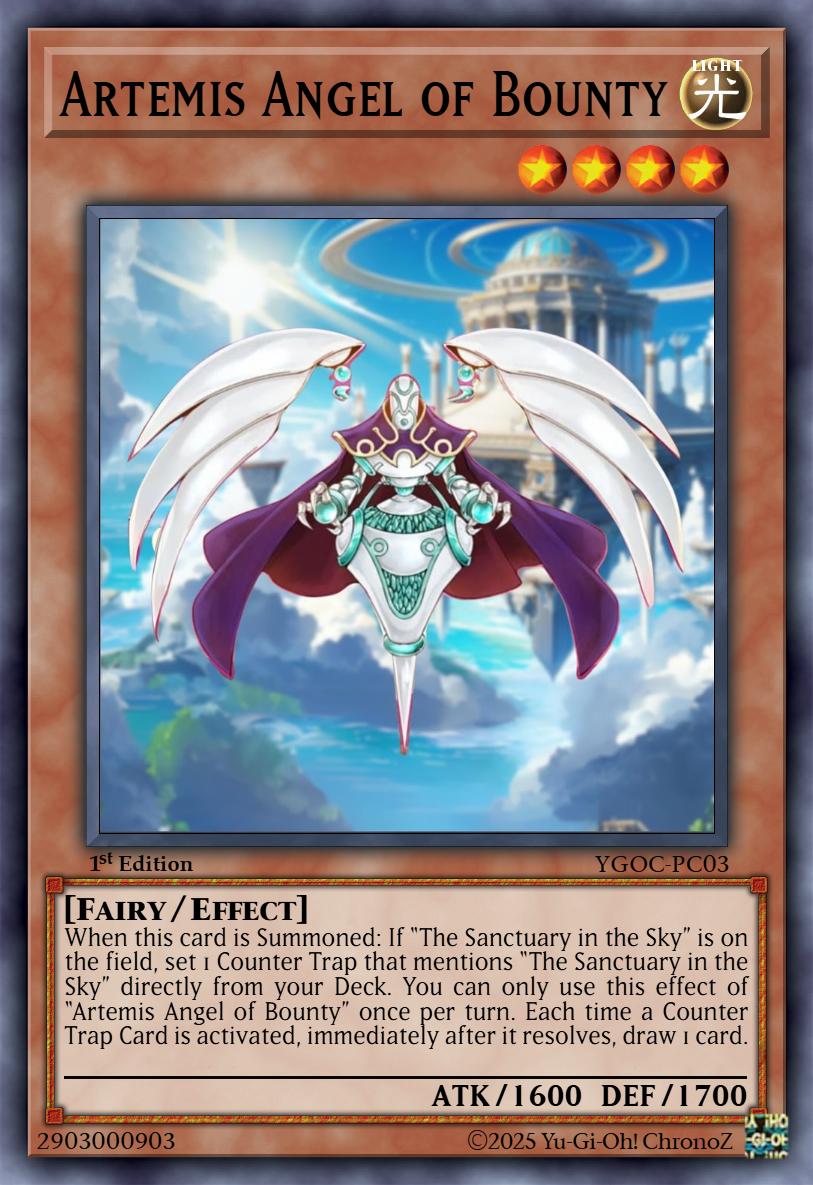 Artemis Angel of Bounty
LIGHT
光
1st Edition
YGOC-PC03
[Fairy / Effect]
When this card is Summoned: If "The Sanctuary in the Sky" is on
the field, set 1 Counter Trap that mentions "The Sanctuary in the
Sky" directly from your Deck. You can only use this effect of
"Artemis Angel of Bounty" once per turn. Each time a Counter
Trap Card is activated, immediately after it resolves, draw 1 card.
ATK / 1600 DEF / 1700
2903000903
©2025 Yu-Gi-Oh! ChronoZ